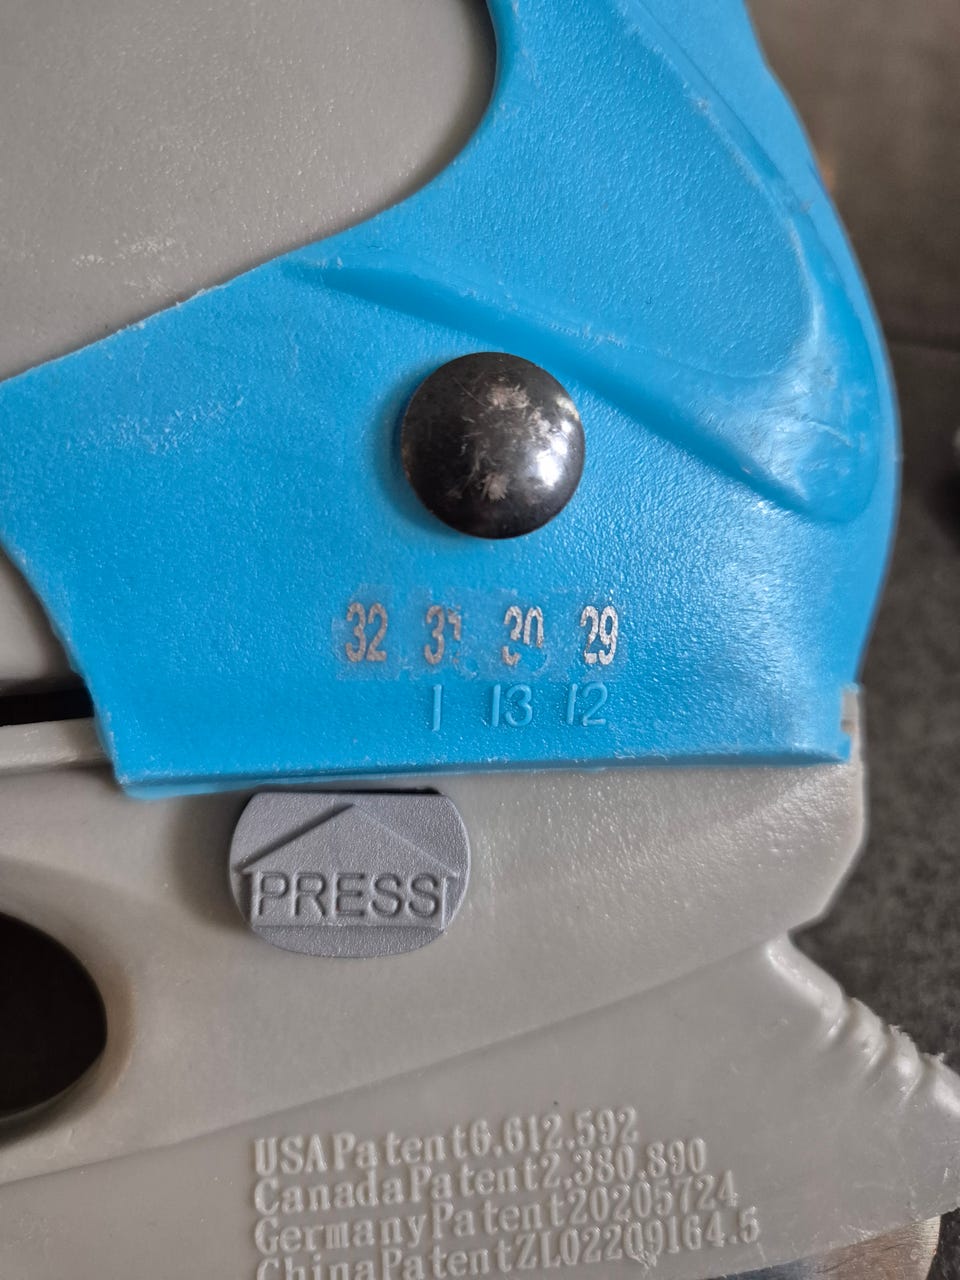 32 31 30 29
1 13 12
PRESS
USAPatent6.612.592
CanadaPatent2.380.890
GermanyPatent20205724
ChinaPatentZL02209164.5